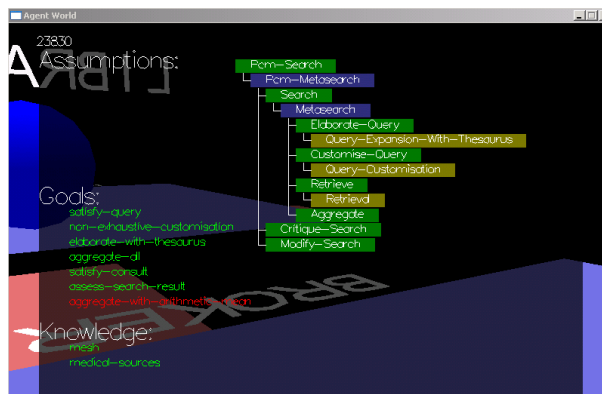 Agent World
23830
A
LIBR
Assumptions:
Pcm-Search
Pcm-Metasearch
Search
Metasearch
Elaborate-Query
Query-Expansion-With-Thesaurus
Customise-Query
Query-Customisation
Retrieve
Retrieval
Aggregate
Critique-Search
Modify-Search
Goals:
satisfy-query
non-exhaustive-customisation
elaborate-with-thesaurus
aggregate-all
satisfy-consult
assess-search-result
aggregate-with-arithmetic-mean
BROKER
Knowledge:
mesh
medical-sources